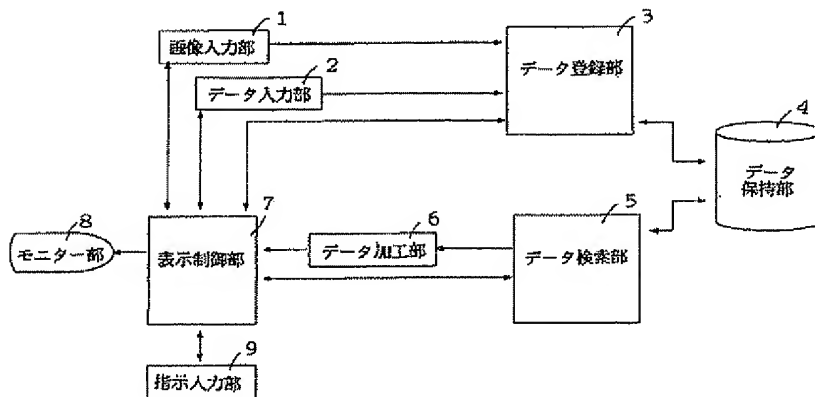 1
画像入力部
2
データ入力部
3
データ登録部
4
データ
保持部
5
データ検索部
6
データ加工部
7
表示制御部
8
モニター部
9
指示入力部